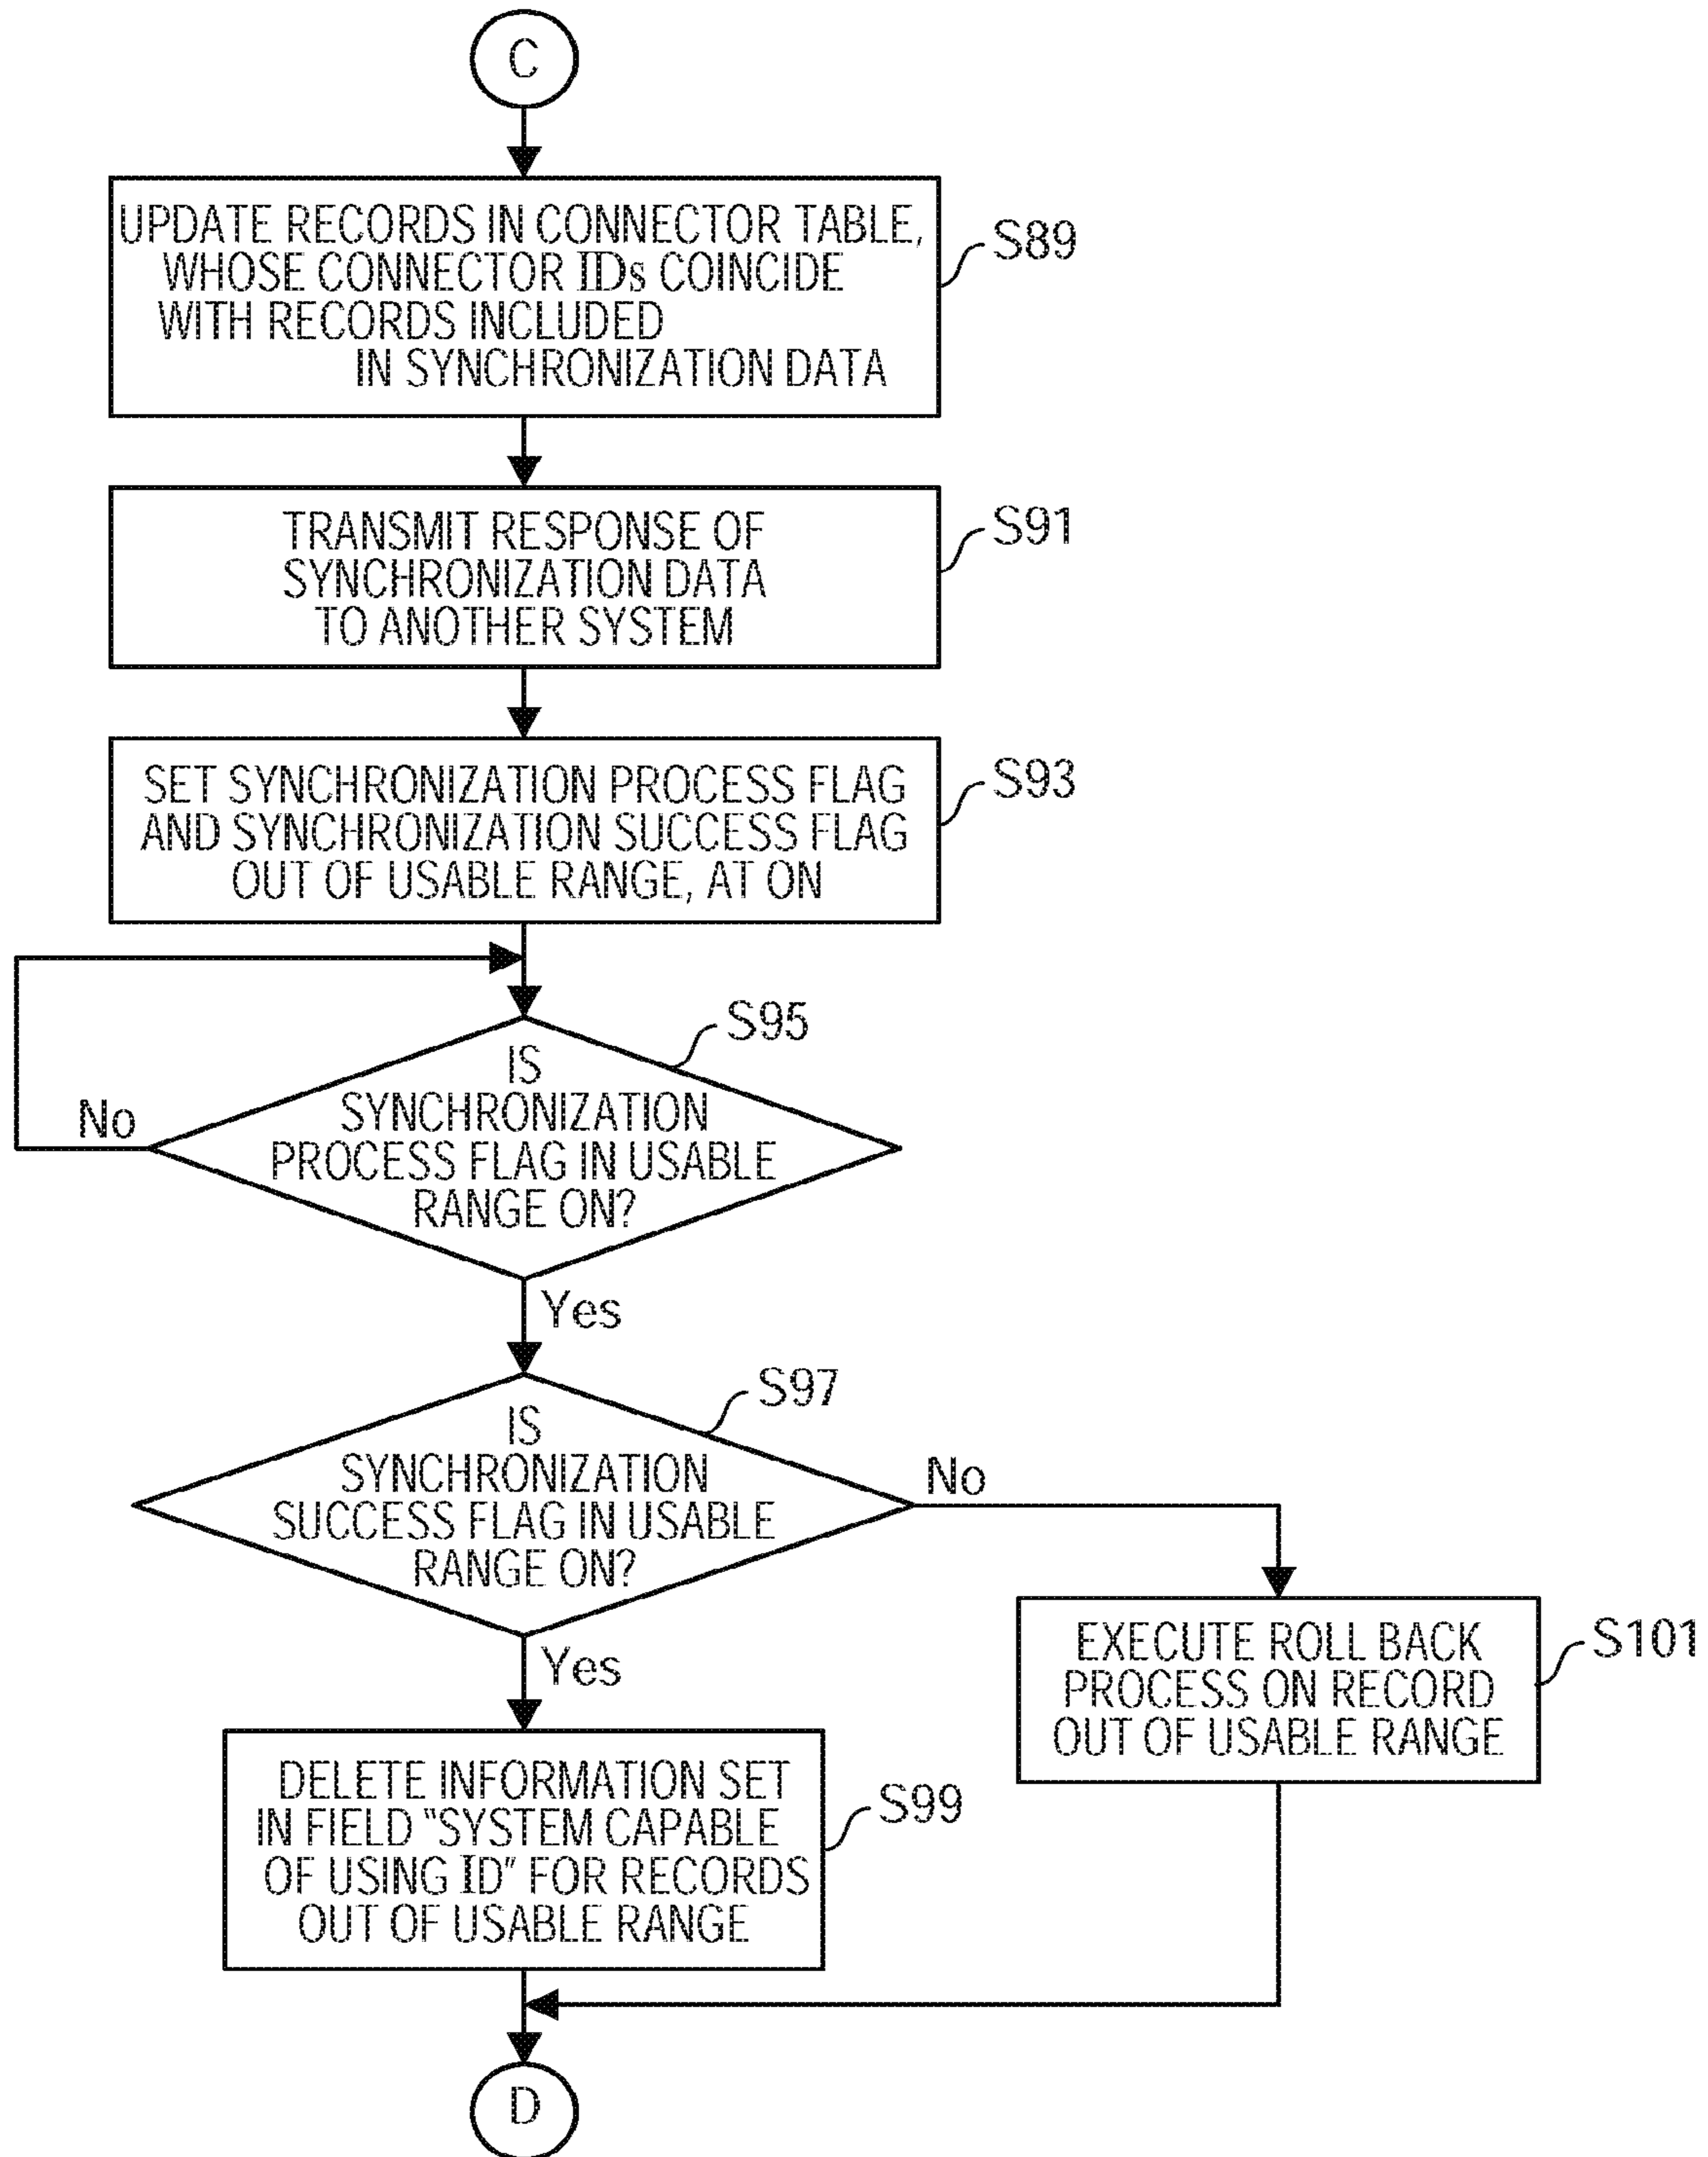 C
UPDATE RECORDS IN CONNECTOR TABLE,
WHOSE CONNECTOR IDs COINCIDE
WITH RECORDS INCLUDED
IN SYNCHRONIZATION DATA
S89
TRANSMIT RESPONSE OF
SYNCHRONIZATION DATA
TO ANOTHER SYSTEM
S91
SET SYNCHRONIZATION PROCESS FLAG
AND SYNCHRONIZATION SUCCESS FLAG
OUT OF USABLE RANGE, AT ON
S93
IS
SYNCHRONIZATION
PROCESS FLAG IN USABLE
RANGE ON?
S95
No
Yes
IS
SYNCHRONIZATION
SUCCESS FLAG IN USABLE
RANGE ON?
S97
No
Yes
EXECUTE ROLL BACK
PROCESS ON RECORD
OUT OF USABLE RANGE
S101
DELETE INFORMATION SET
IN FIELD "SYSTEM CAPABLE
OF USING ID" FOR RECORDS
OUT OF USABLE RANGE
S99
D